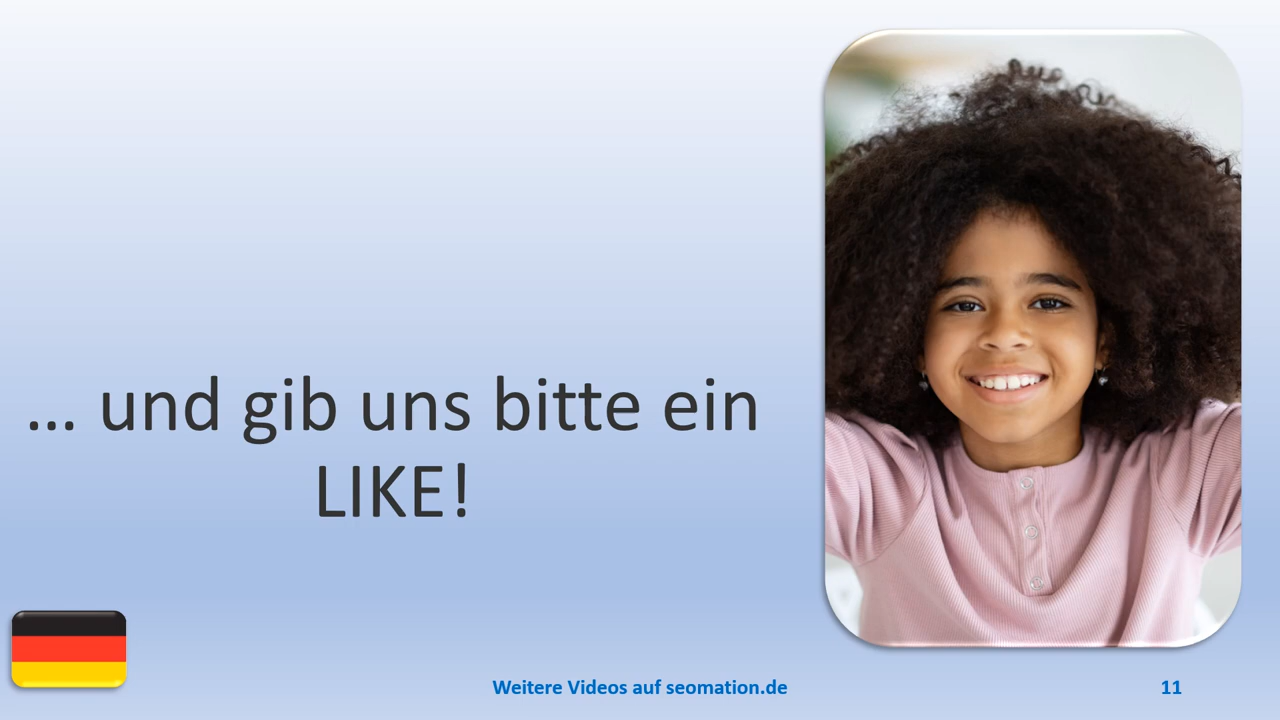 … und gib uns bitte ein
LIKE!
Weitere Videos auf seomation.de
11